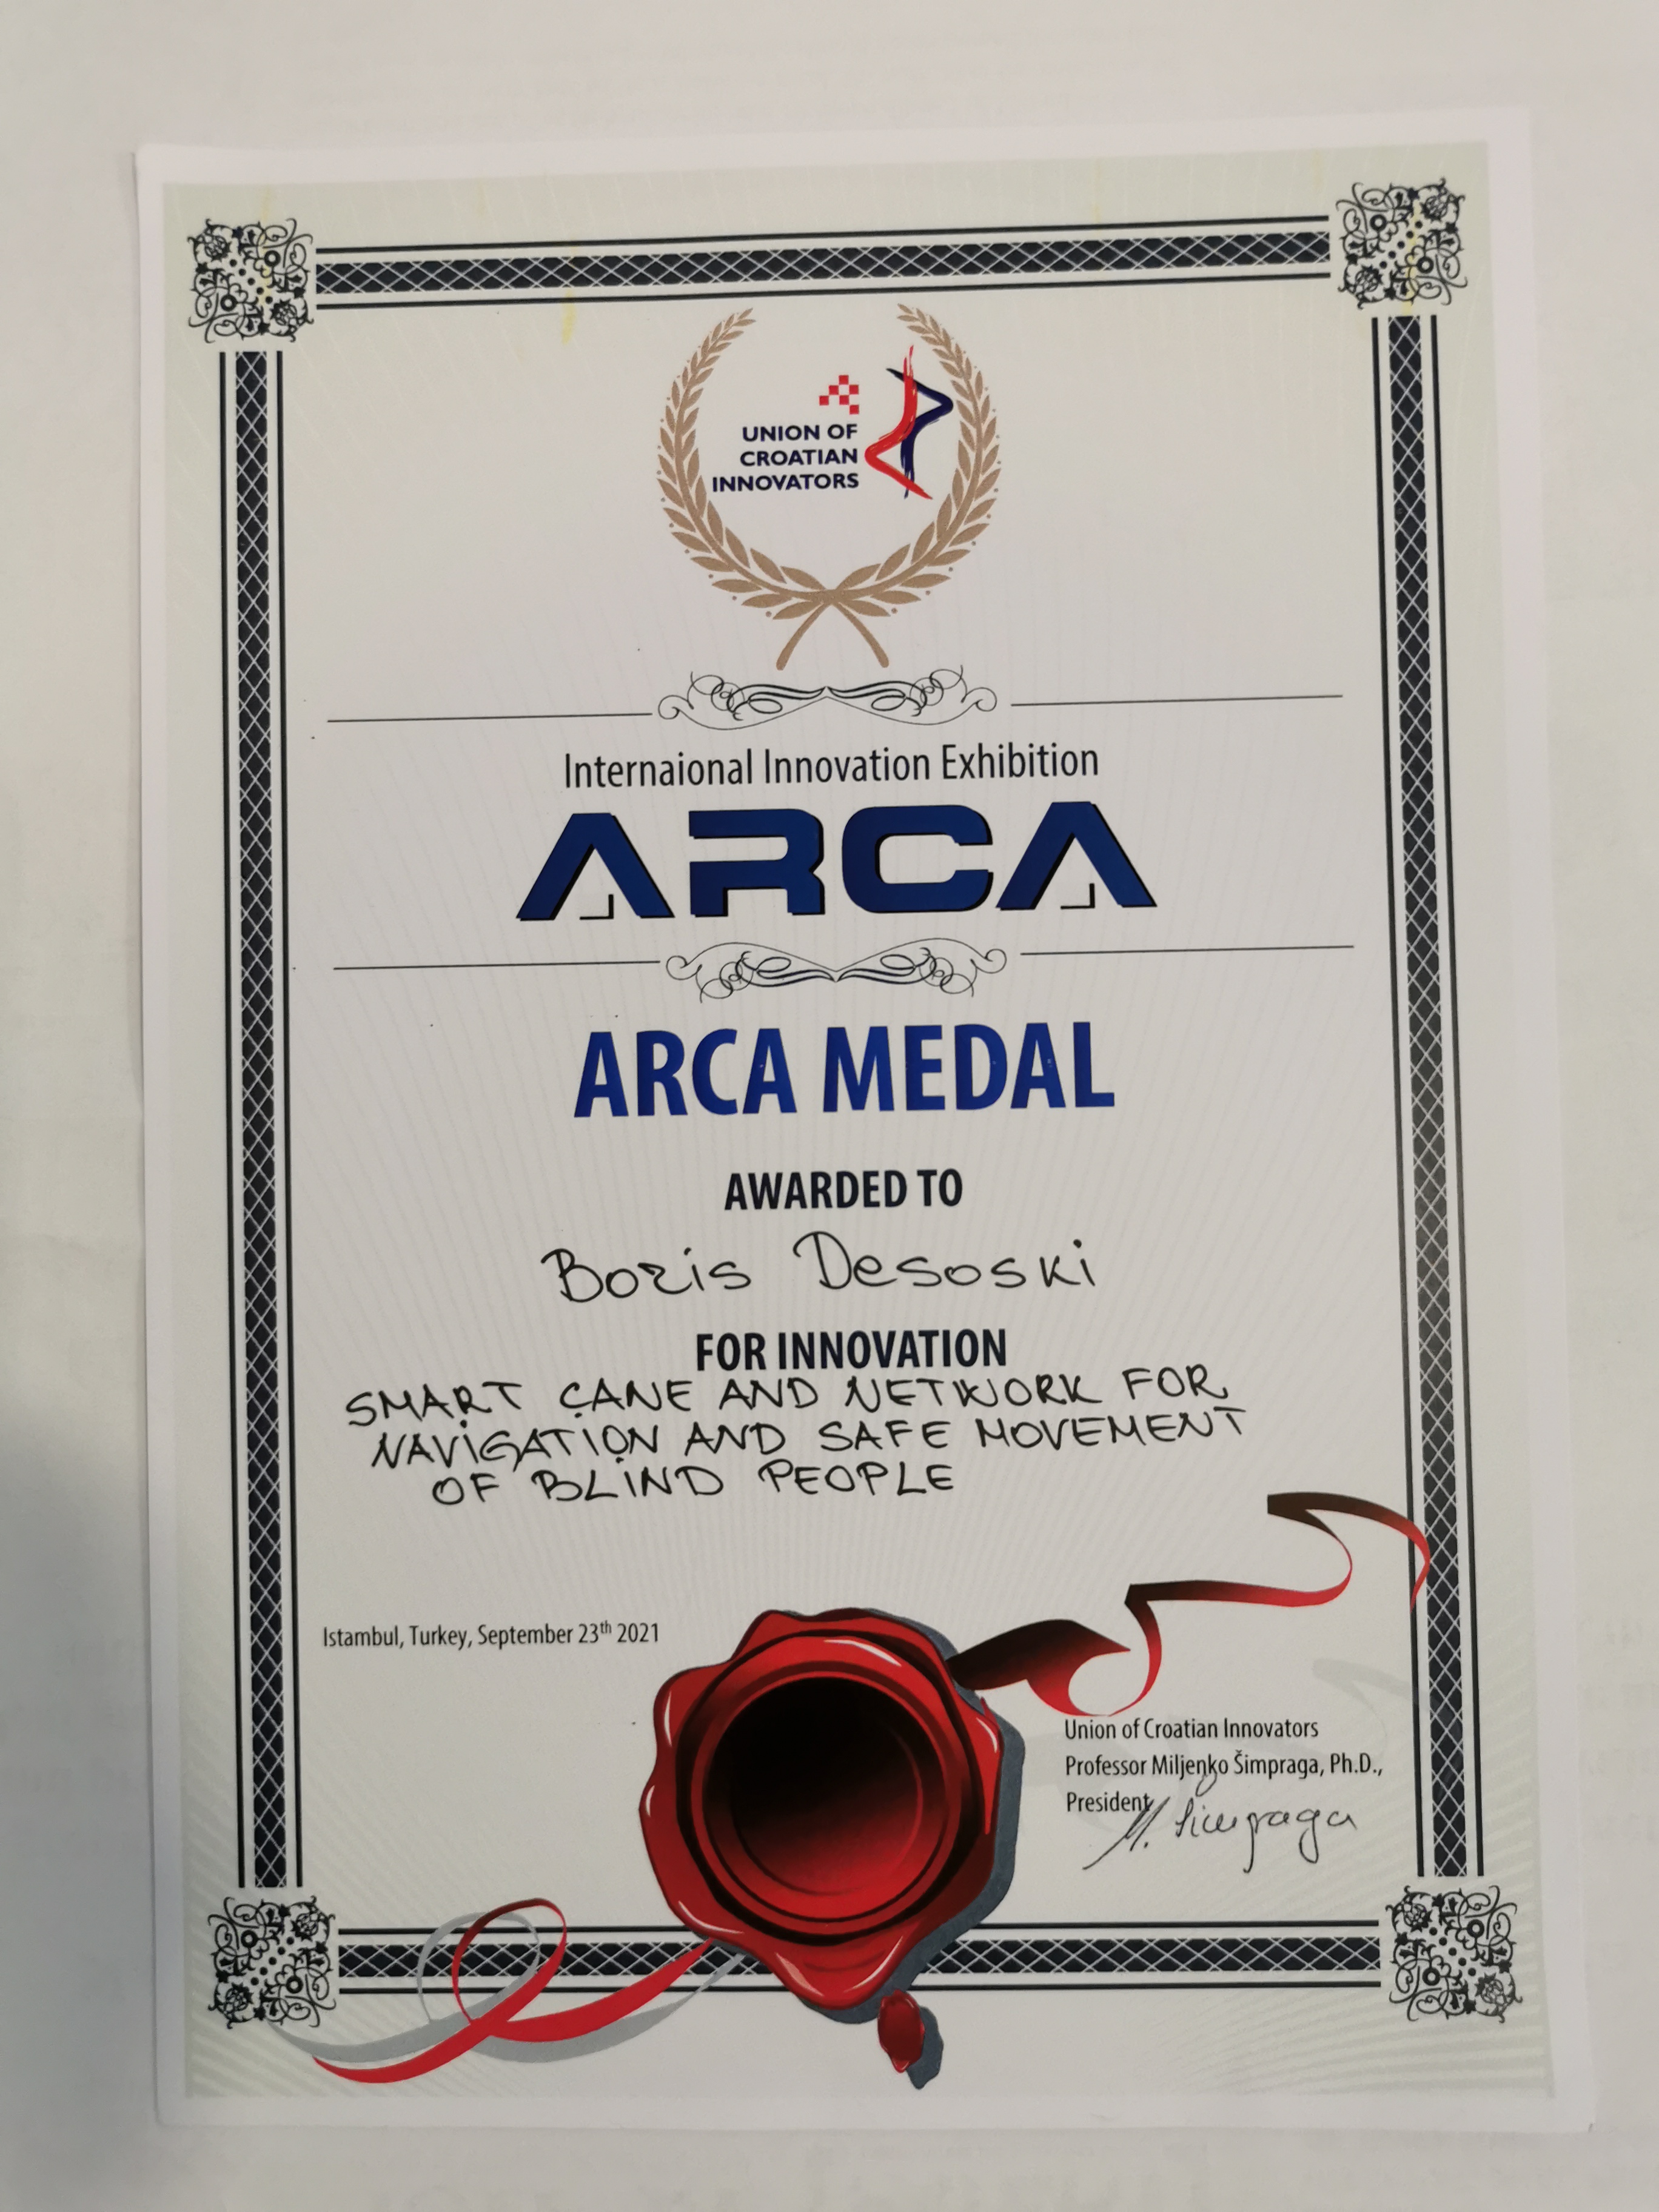 UNION OF
CROATIAN
INNOVATORS
Internaional Innovation Exhibition
ARCA
ARCA MEDAL
AWARDED TO
Boris Desoski
FOR INNOVATION
SMART CANE AND NETWORK FOR
NAVIGATION AND SAFE MOVEMENT
OF BLIND PEOPLE
Istambul, Turkey, September 23th 2021
Union of Croatian Innovators
Professor Miljenko Šimpraga, Ph.D.,
President
M. Šimpraga